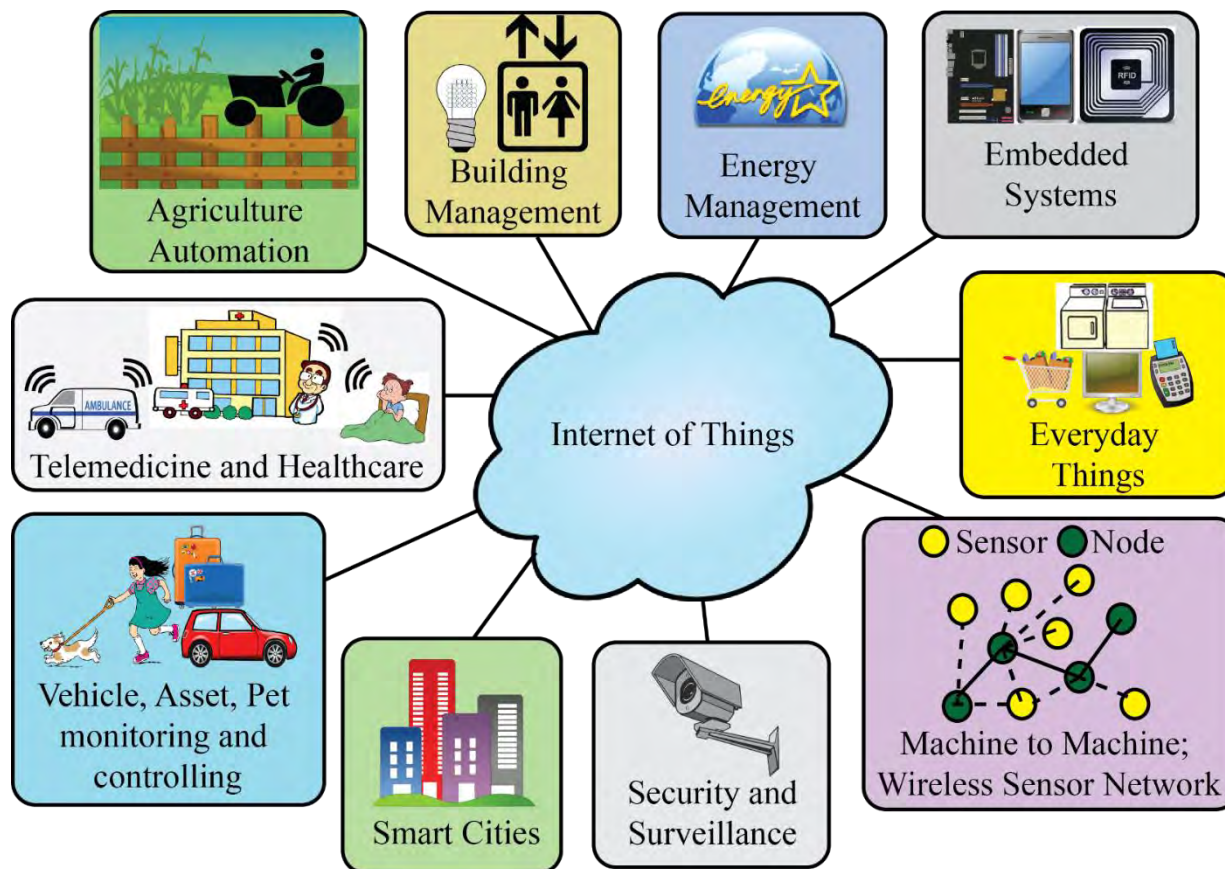 Agriculture
Automation
Building
Management
energy
Energy
Management
RFID
Embedded
Systems
AMBULANCE
Telemedicine and Healthcare
Internet of Things
Everyday
Things
Vehicle, Asset, Pet
monitoring and
controlling
Smart Cities
Security and
Surveillance
Sensor Node
Machine to Machine;
Wireless Sensor Network